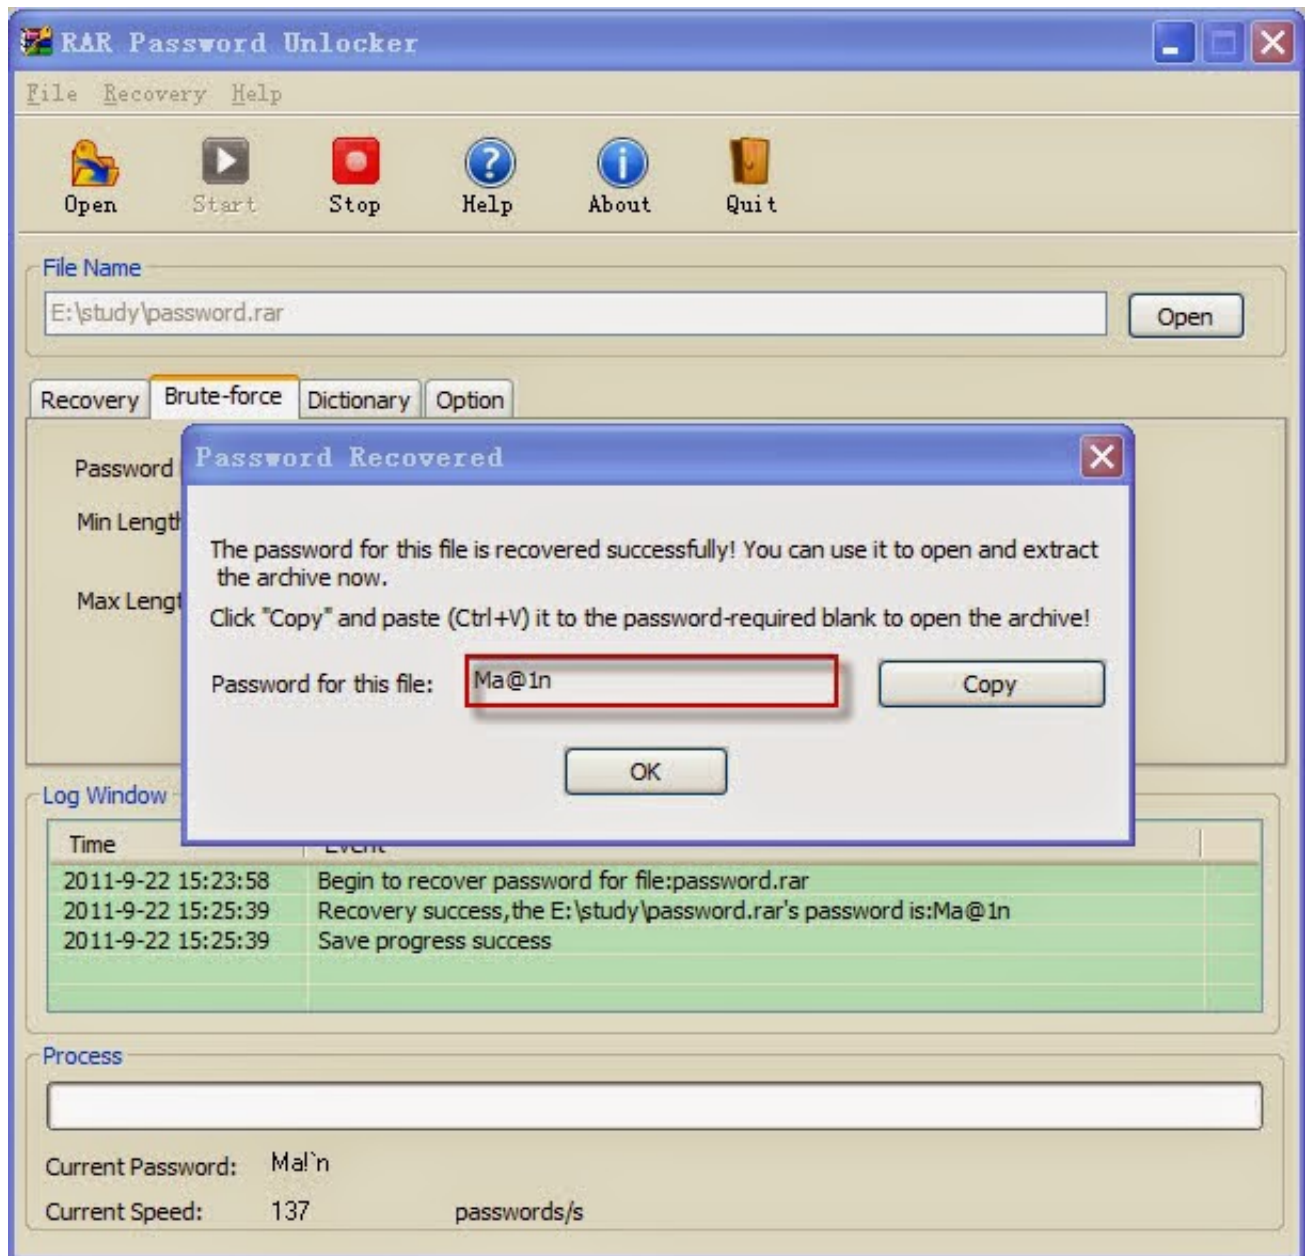 RAR Password Unlocker
File Recovery Help
Open Start Stop Help About Quit
File Name
E:\study\password.rar Open
Recovery Brute-force Dictionary Option
Password
Min Length
Max Lengt
Password Recovered
The password for this file is recovered successfully! You can use it to open and extract
the archive now.
Click "Copy" and paste (Ctrl+V) it to the password-required blank to open the archive!
Password for this file: Ma@1n Copy
OK
Log Window
Time Event
2011-9-22 15:23:58 Begin to recover password for file:password.rar
2011-9-22 15:25:39 Recovery success,the E:\study\password.rar's password is:Ma@1n
2011-9-22 15:25:39 Save progress success
Process
Current Password: Ma!`n
Current Speed: 137 passwords/s